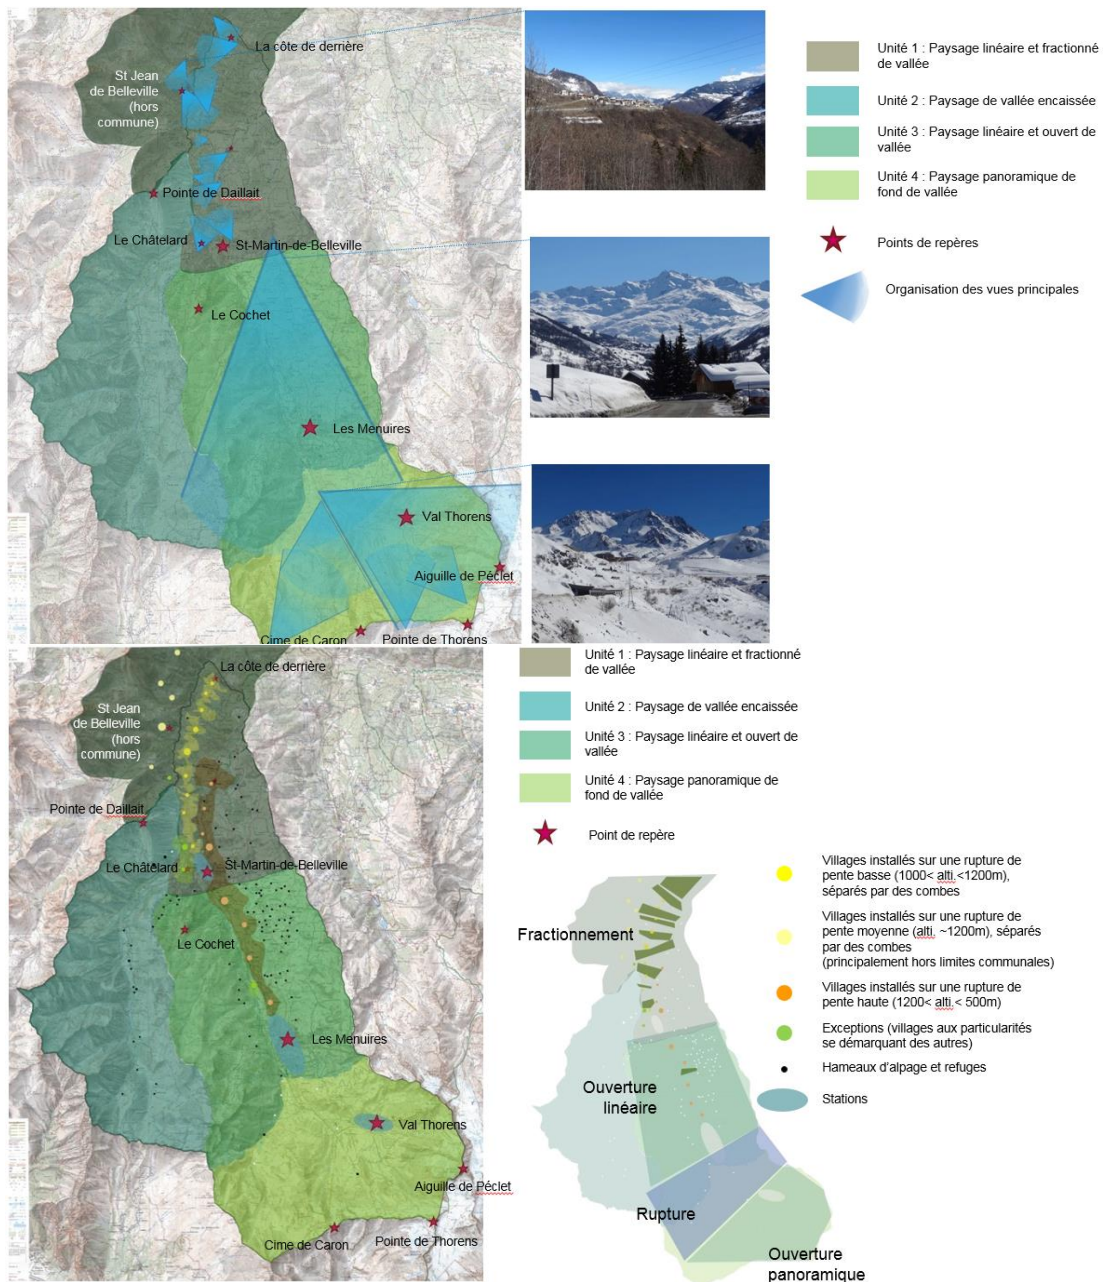 La côte de derrière
St Jean
de Belleville
(hors
commune)
Pointe de Daillait
Le Châtelard
St-Martin-de-Belleville
Le Cochet
Les Menuires
Val Thorens
Aiguille de Péclet
Cime de Caron
Pointe de Thorens
Unité 1 : Paysage linéaire et fractionné
de vallée
Unité 2 : Paysage de vallée encaissée
Unité 3 : Paysage linéaire et ouvert de
vallée
Unité 4 : Paysage panoramique de
fond de vallée
Points de repères
Organisation des vues principales
La côte de derrière
St Jean
de Belleville
(hors
commune)
Pointe de Daillait
Le Châtelard
St-Martin-de-Belleville
Le Cochet
Les Menuires
Val Thorens
Aiguille de Péclet
Cime de Caron
Pointe de Thorens
Unité 1 : Paysage linéaire et fractionné
de vallée
Unité 2 : Paysage de vallée encaissée
Unité 3 : Paysage linéaire et ouvert de
vallée
Unité 4 : Paysage panoramique de
fond de vallée
Point de repère
Fractionnement
Ouverture
linéaire
Rupture
Ouverture
panoramique
Villages installés sur une rupture de
pente basse (1000< alti.<1200m),
séparés par des combes
Villages installés sur une rupture de
pente moyenne (alti. ~1200m), séparés
par des combes
(principalement hors limites communales)
Villages installés sur une rupture de
pente haute (1200< alti.< 500m)
Exceptions (villages aux particularités
se démarquant des autres)
Hameaux d'alpage et refuges
Stations